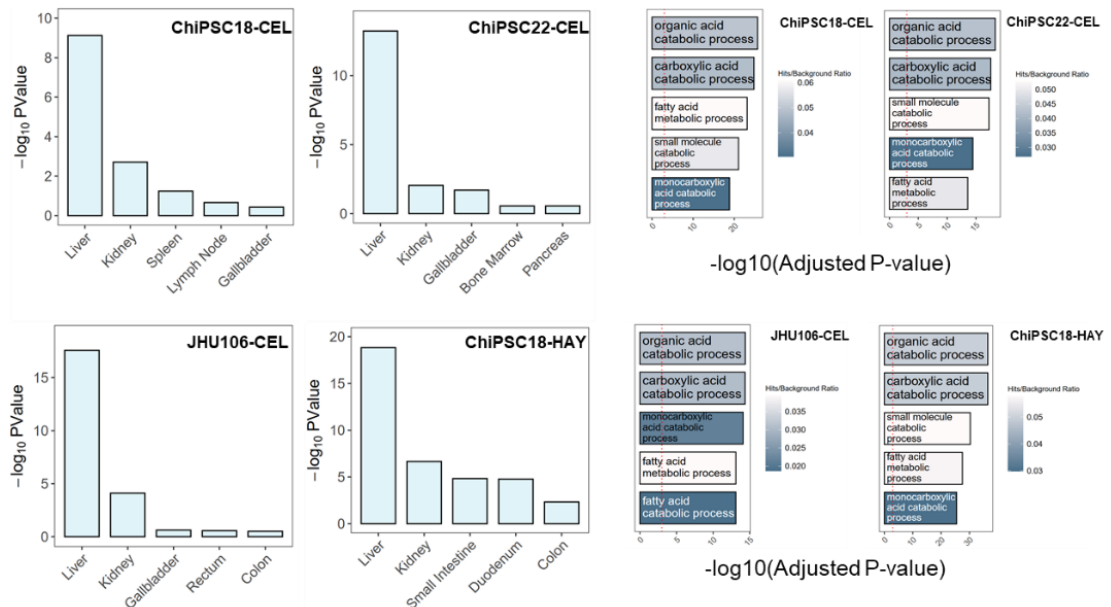 ChiPSC18-CEL
−log10 PValue
10
8
6
4
2
0
Liver
Kidney
Spleen
Lymph Node
Gallbladder
ChiPSC22-CEL
10
5
0
Liver
Kidney
Gallbladder
Bone Marrow
Pancreas
ChiPSC18-CEL
organic acid
catabolic process
carboxylic acid
catabolic process
fatty acid
metabolic process
small molecule
catabolic
process
monocarboxylic
acid catabolic
process
0
10
20
Hits/Background Ratio
0.06
0.05
0.04
ChiPSC22-CEL
organic acid
catabolic process
carboxylic acid
catabolic process
small molecule
catabolic
process
monocarboxylic
acid catabolic
process
fatty acid
metabolic
process
0
5
10
15
Hits/Background Ratio
0.050
0.045
0.040
0.035
0.030
-log10(Adjusted P-value)
JHU106-CEL
−log10 PValue
15
10
5
0
Liver
Kidney
Gallbladder
Rectum
Colon
ChiPSC18-HAY
−log10 PValue
20
15
10
5
0
Liver
Kidney
Small Intestine
Duodenum
Colon
JHU106-CEL
organic acid
catabolic process
carboxylic acid
catabolic process
monocarboxylic
acid catabolic
process
fatty acid
metabolic process
fatty acid
catabolic process
0
5
10
15
Hits/Background Ratio
0.035
0.030
0.025
0.020
ChiPSC18-HAY
organic acid
catabolic process
carboxylic acid
catabolic process
small molecule
catabolic
process
fatty acid
metabolic
process
monocarboxylic
acid catabolic
process
0
10
20
30
Hits/Background Ratio
0.05
0.04
0.03
-log10(Adjusted P-value)